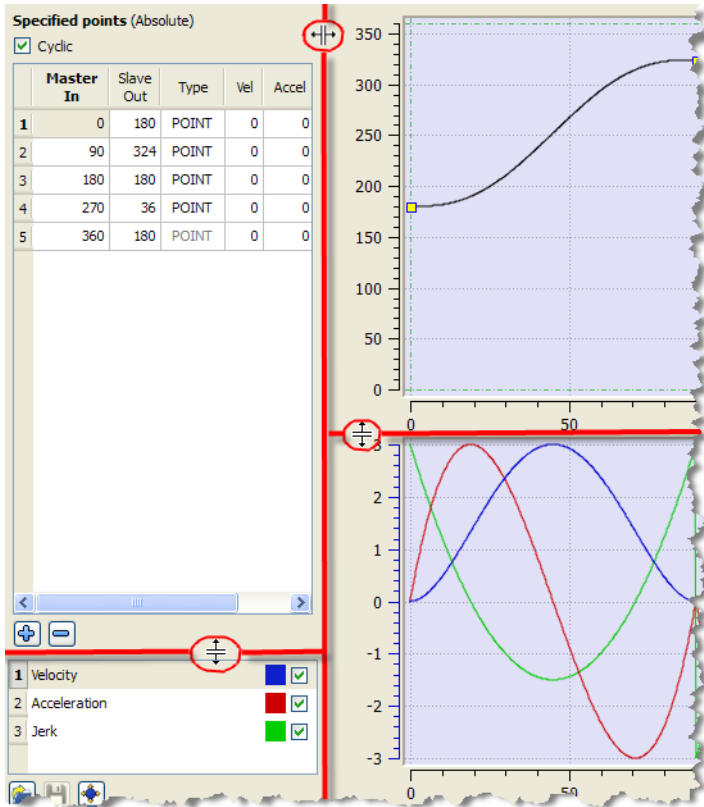 Specified points (Absolute)
Cyclic
Master In Slave Out Type Vel Accel
1 0 180 POINT 0 0
2 90 324 POINT 0 0
3 180 180 POINT 0 0
4 270 36 POINT 0 0
5 360 180 POINT 0 0
1 Velocity
2 Acceleration
3 Jerk
350
300
250
200
150
100
50
0
0 50
3
2
1
0
-1
-2
-3
0 50